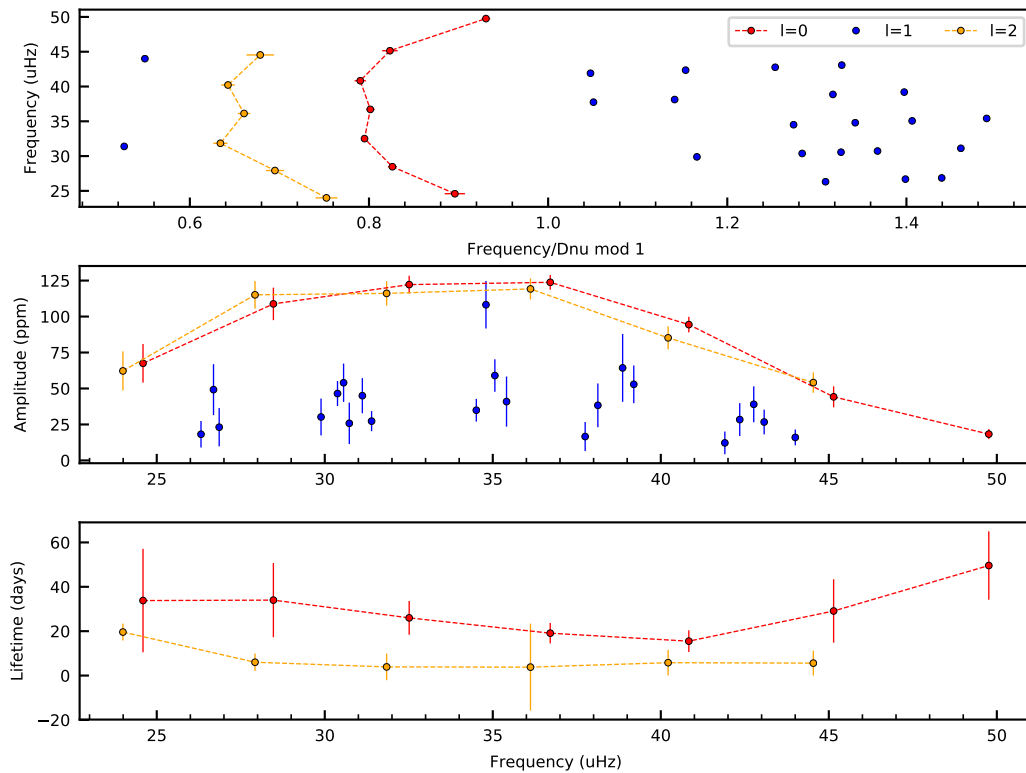 50
45
40
35
30
25
Frequency (uHz)
l=0 l=1 l=2
0.6 0.8 1.0 1.2 1.4
Frequency/Dnu mod 1
125
100
75
50
25
0
Amplitude (ppm)
25 30 35 40 45 50
60
40
20
0
−20
Lifetime (days)
25 30 35 40 45 50
Frequency (uHz)